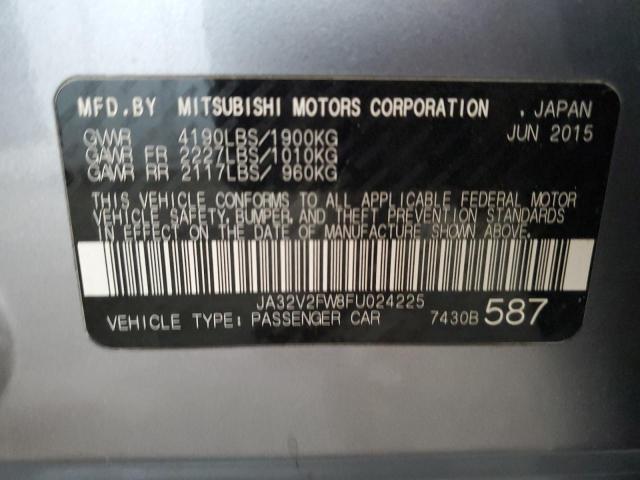 MFD.BY MITSUBISHI MOTORS CORPORATION , JAPAN
GVWR 4190LBS/1900KG JUN 2015
GAWR FR 2227LBS/1010KG
GAWR RR 2117LBS/ 960KG
THIS VEHICLE CONFORMS TO ALL APPLICABLE FEDERAL MOTOR
VEHICLE SAFETY, BUMPER, AND THEFT PREVENTION STANDARDS
IN EFFECT ON THE DATE OF MANUFACTURE SHOWN ABOVE.
JA32V2FW8FU024225
VEHICLE TYPE: PASSENGER CAR 7430B 587